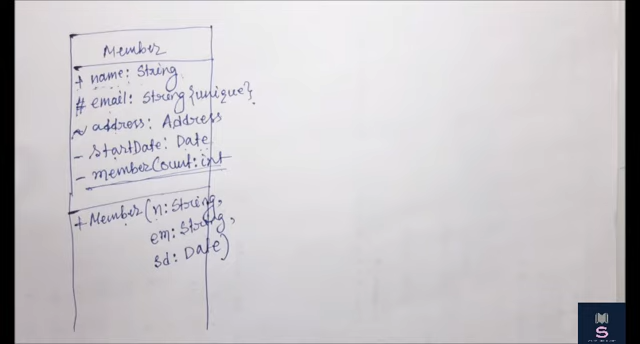 Member
+ name: String
# email: String {unique}
~ address: Address
- startDate: Date
- memberCount: int
+ Member (n: String,
em: String,
sd: Date)
S